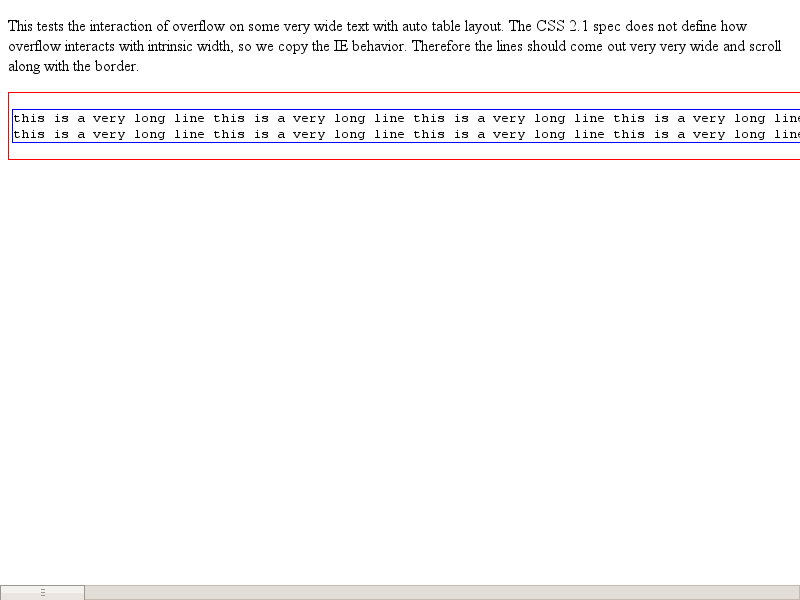 This tests the interaction of overflow on some very wide text with auto table layout. The CSS 2.1 spec does not define how
overflow interacts with intrinsic width, so we copy the IE behavior. Therefore the lines should come out very very wide and scroll
along with the border.
this is a very long line this is a very long line this is a very long line this is a very long line
this is a very long line this is a very long line this is a very long line this is a very long line